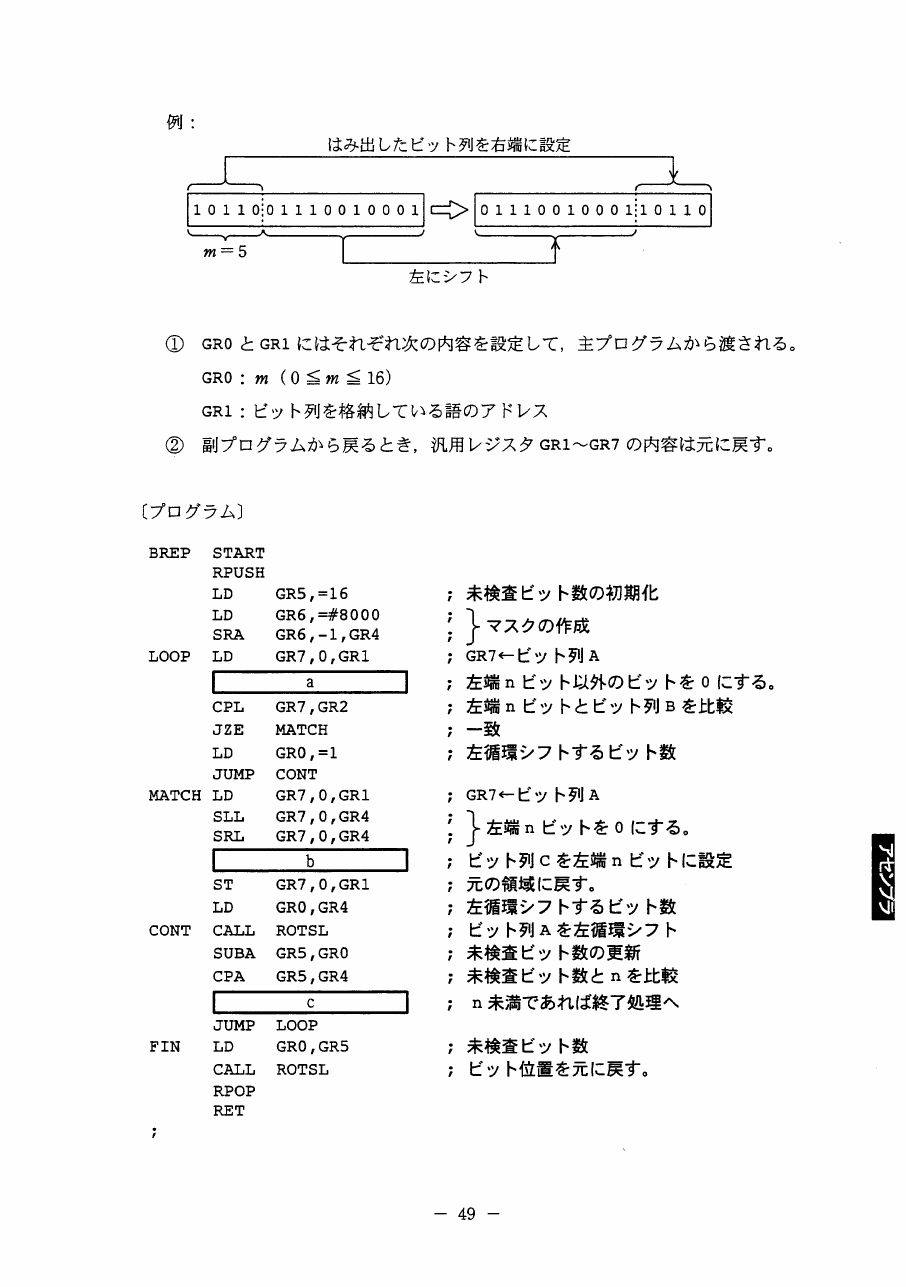 例:
はみ出したビット列を右端に設定
1 0 1 1 0 0 1 1 1 0 0 1 0 0 0 1 ⇨ 0 1 1 1 0 0 1 0 0 0 1 1 0 1 1 0
m=5
左にシフト
① GR0 と GR1 にはそれぞれ次の内容を設定して，主プログラムから渡される。
GR0 : m (0≦m≦16)
GR1 : ビット列を格納している語のアドレス
② 副プログラムから戻るとき，汎用レジスタ GR1～GR7 の内容は元に戻す。
〔プログラム〕
BREP START
RPUSH
LD GR5,=16 ; 未検査ビット数の初期化
LD GR6,=#8000 ;
SRA GR6,-1,GR4 ; } マスクの作成
LOOP LD GR7,0,GR1 ; GR7←ビット列 A
a ; 左端 n ビット以外のビットを 0 にする。
CPL GR7,GR2 ; 左端 n ビットとビット列 B を比較
JZE MATCH ; 一致
LD GR0,=1 ; 左循環シフトするビット数
JUMP CONT
MATCH LD GR7,0,GR1 ; GR7←ビット列 A
SLL GR7,0,GR4 ;
SRL GR7,0,GR4 ; } 左端 n ビットを 0 にする。
b ; ビット列 C を左端 n ビットに設定
ST GR7,0,GR1 ; 元の領域に戻す。
LD GR0,GR4 ; 左循環シフトするビット数
CONT CALL ROTSL ; ビット列 A を左循環シフト
SUBA GR5,GR0 ; 未検査ビット数の更新
CPA GR5,GR4 ; 未検査ビット数と n を比較
c ; n 未満であれば終了処理へ
JUMP LOOP
FIN LD GR0,GR5 ; 未検査ビット数
CALL ROTSL ; ビット位置を元に戻す。
RPOP
RET
;
アセンブラ
－ 49 －